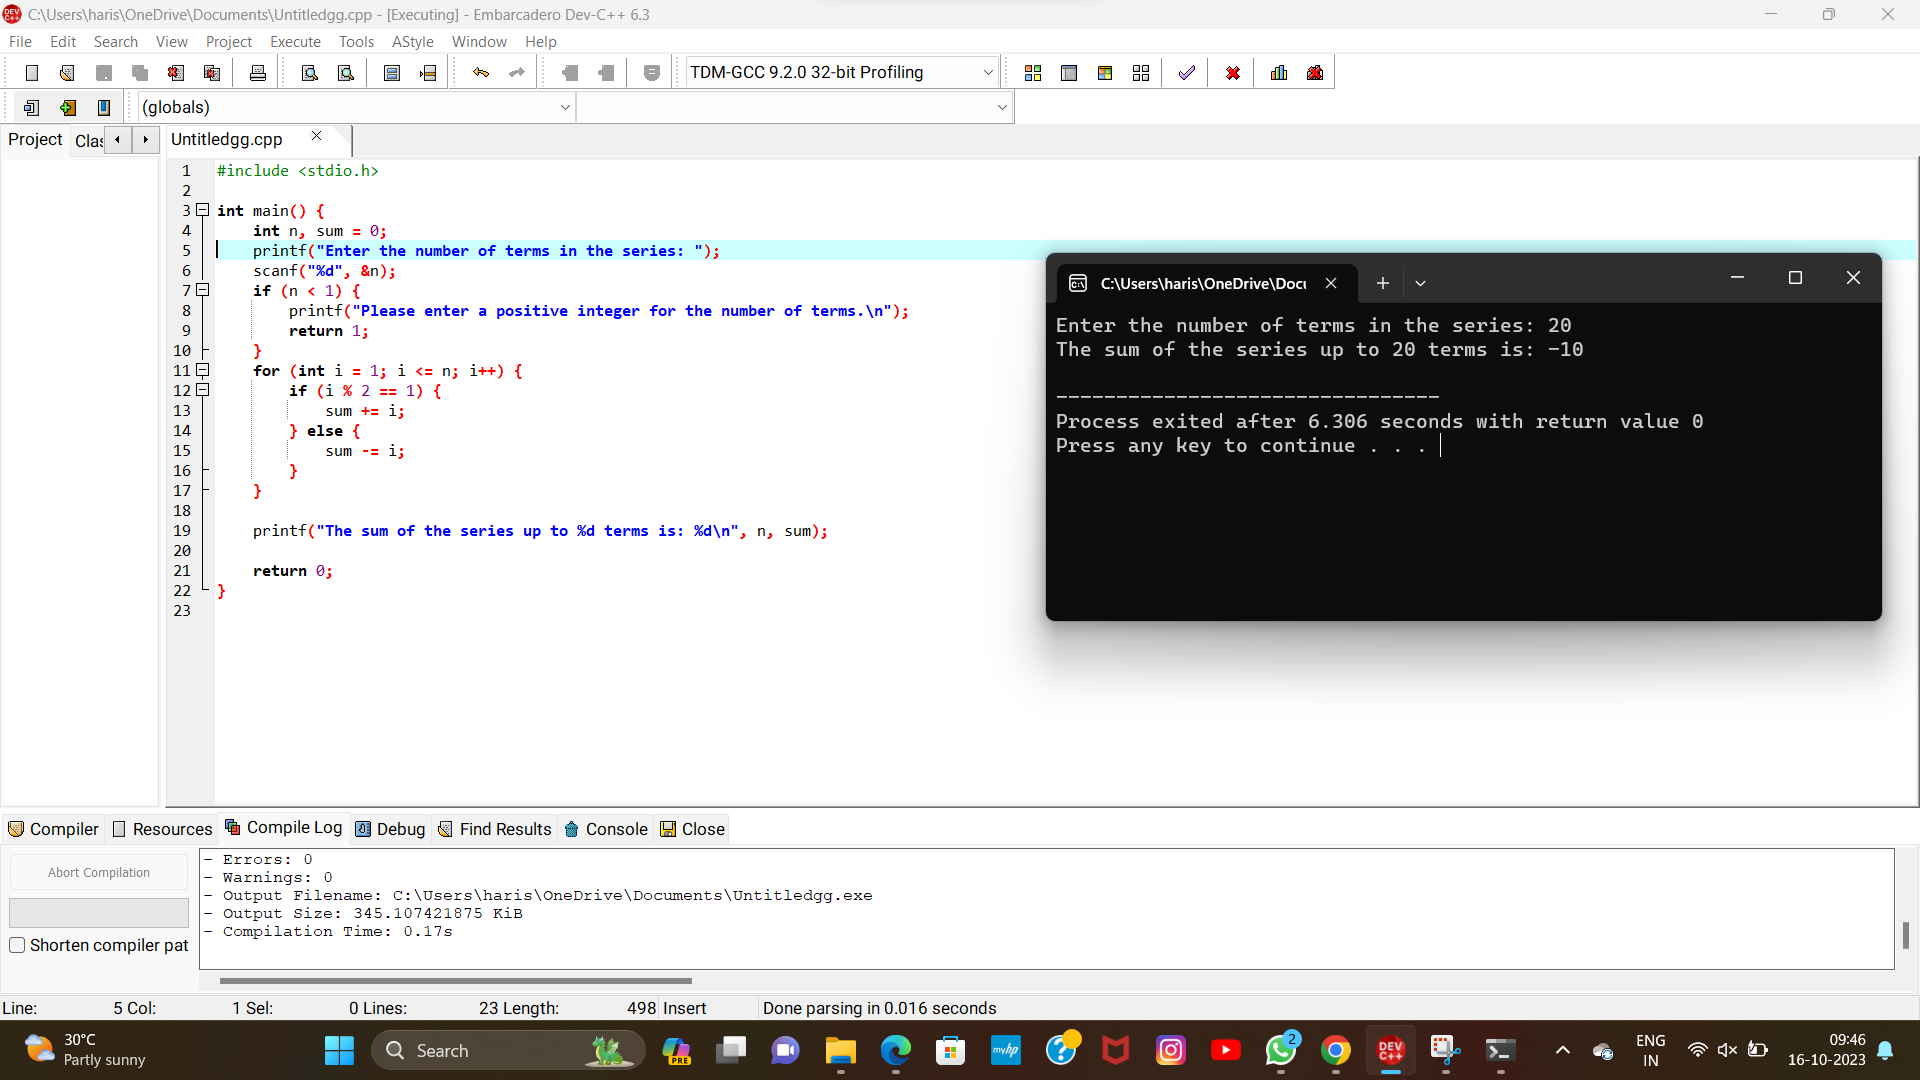 C:\Users\haris\OneDrive\Documents\Untitledgg.cpp - [Executing] - Embarcadero Dev-C++ 6.3
File Edit Search View Project Execute Tools AStyle Window Help
TDM-GCC 9.2.0 32-bit Profiling
(globals)
Project Clas Untitledgg.cpp
1 #include <stdio.h>
2
3 int main() {
4     int n, sum = 0;
5     printf("Enter the number of terms in the series: ");
6     scanf("%d", &n);
7     if (n < 1) {
8         printf("Please enter a positive integer for the number of terms.\n");
9         return 1;
10     }
11     for (int i = 1; i <= n; i++) {
12         if (i % 2 == 1) {
13             sum += i;
14         } else {
15             sum -= i;
16         }
17     }
18
19     printf("The sum of the series up to %d terms is: %d\n", n, sum);
20
21     return 0;
22 }
23
C:\Users\haris\OneDrive\Docu
Enter the number of terms in the series: 20
The sum of the series up to 20 terms is: -10
--------------------------------
Process exited after 6.306 seconds with return value 0
Press any key to continue . . .
Compiler Resources Compile Log Debug Find Results Console Close
Abort Compilation
Shorten compiler pat
- Errors: 0
- Warnings: 0
- Output Filename: C:\Users\haris\OneDrive\Documents\Untitledgg.exe
- Output Size: 345.107421875 KiB
- Compilation Time: 0.17s
Line: 5 Col: 1 Sel: 0 Lines: 23 Length: 498 Insert Done parsing in 0.016 seconds
30°C
Partly sunny
Search
PRE
myhp
2
DEV C++
ENG
IN
09:46
16-10-2023